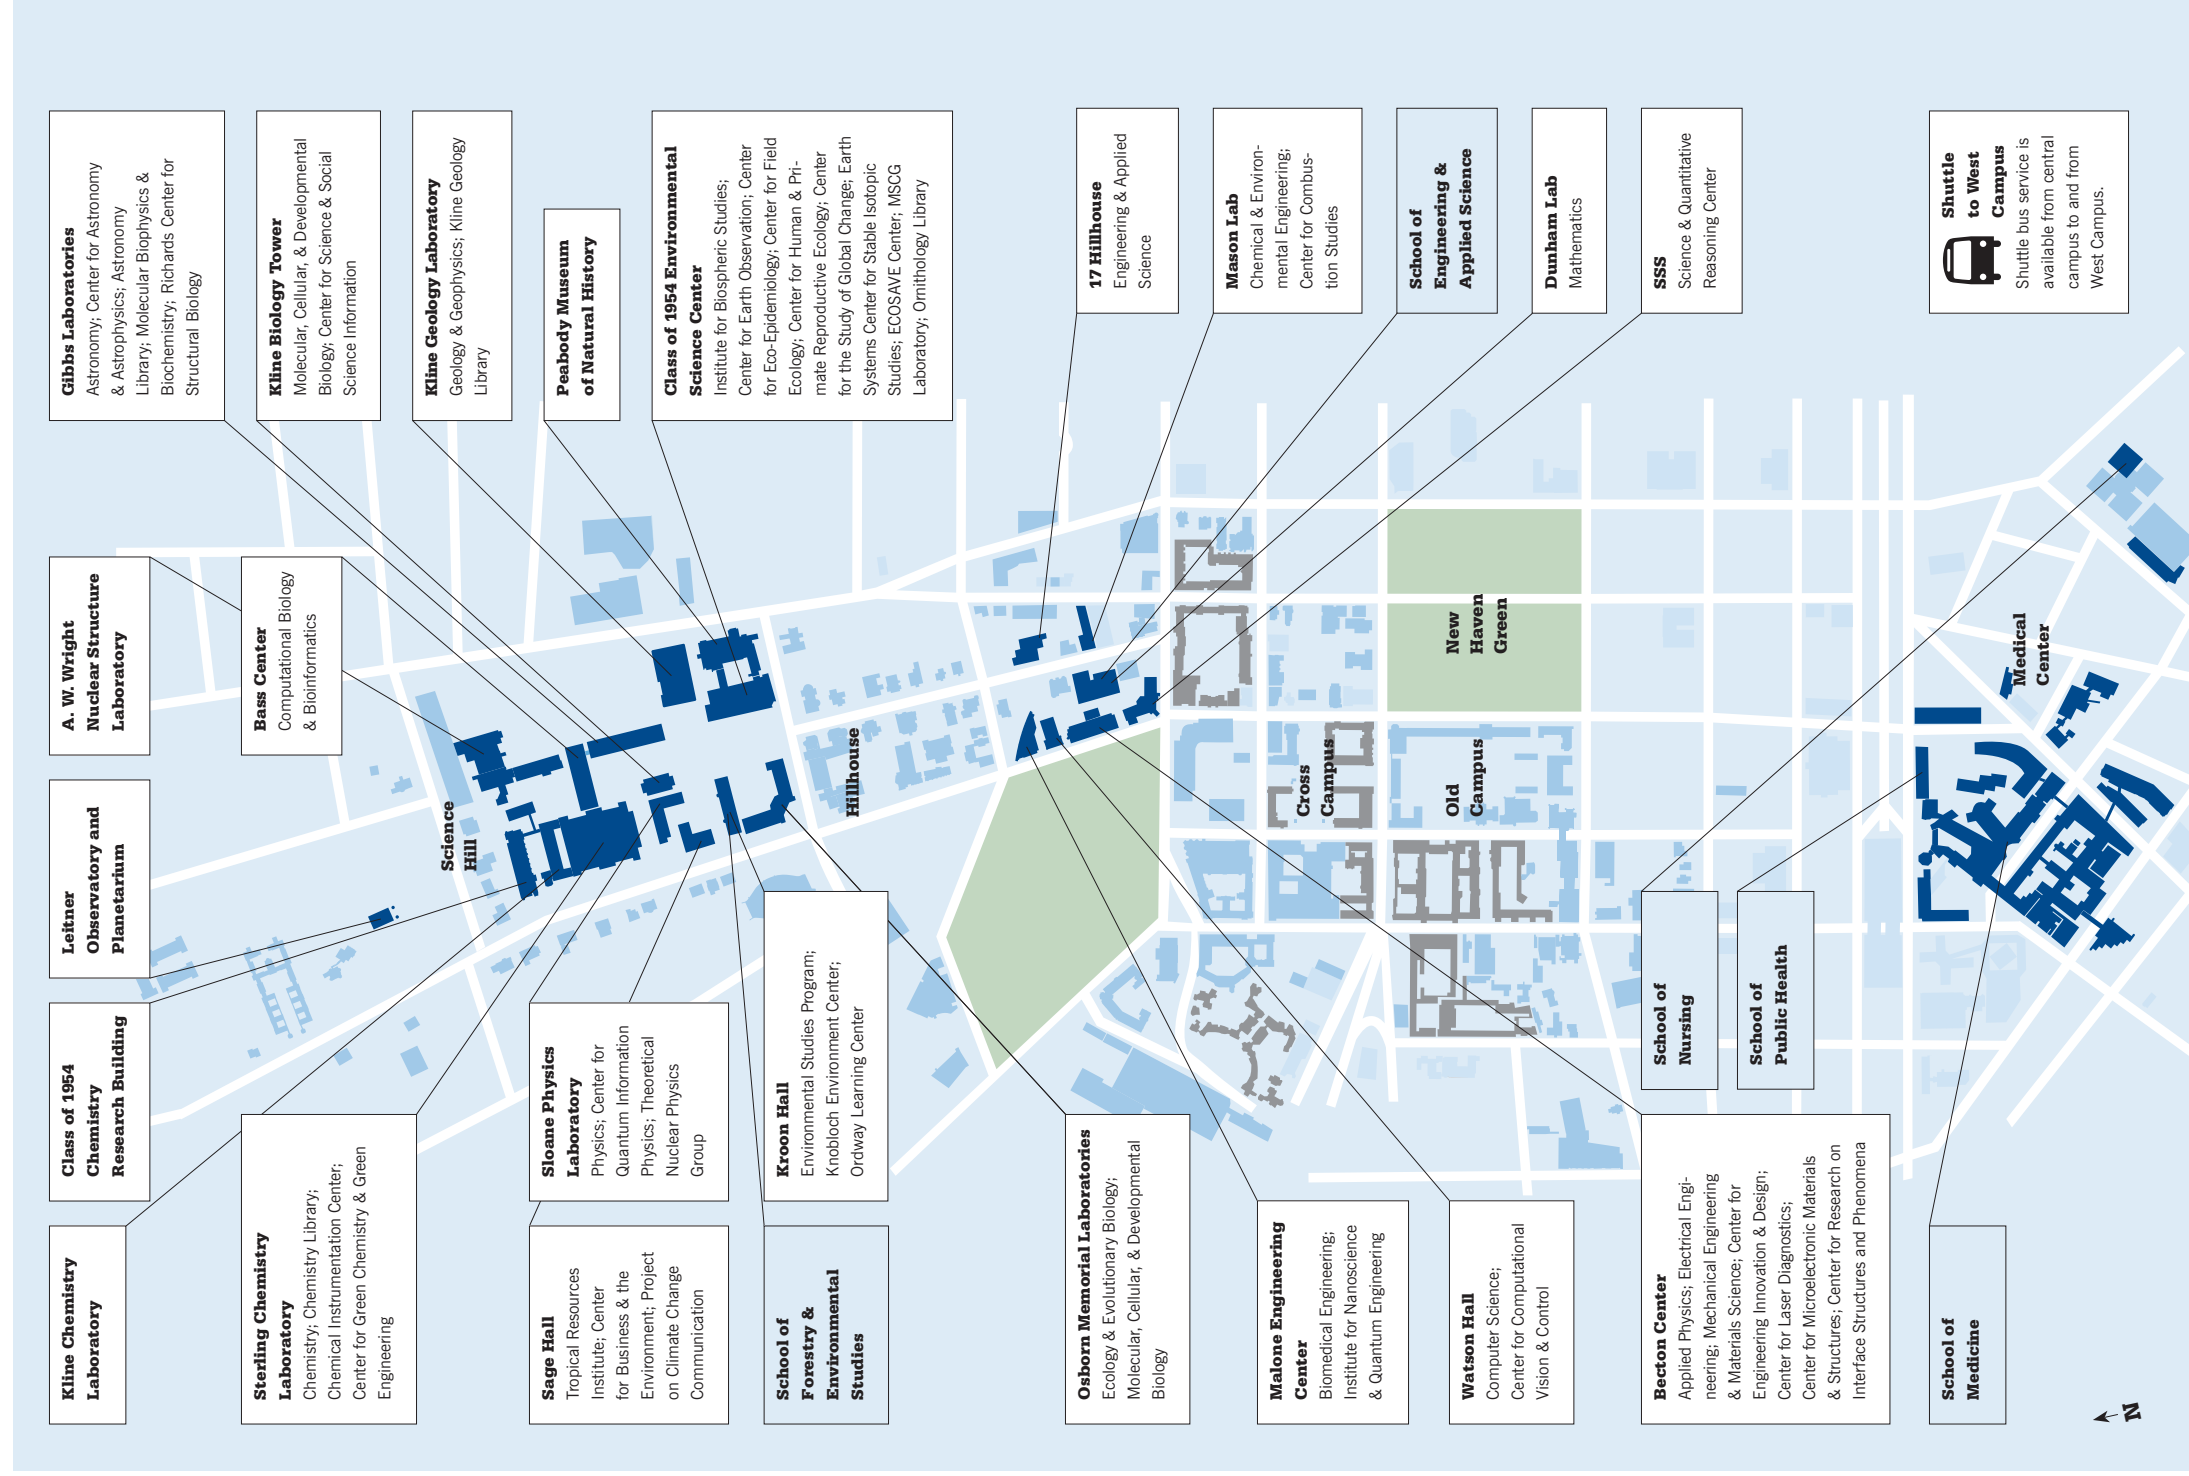 Kline Chemistry
Laboratory
Class of 1954
Chemistry
Research Building
Leitner
Observatory and
Planetarium
A. W. Wright
Nuclear Structure
Laboratory
Gibbs Laboratories
Astronomy; Center for Astronomy
& Astrophysics; Astronomy
Library; Molecular Biophysics &
Biochemistry; Richards Center for
Structural Biology
Sterling Chemistry
Laboratory
Chemistry; Chemistry Library;
Chemical Instrumentation Center;
Center for Green Chemistry & Green
Engineering
Bass Center
Computational Biology
& Bioinformatics
Kline Biology Tower
Molecular, Cellular, & Developmental
Biology; Center for Science & Social
Science Information
Kline Geology Laboratory
Geology & Geophysics; Kline Geology
Library
Science
Hill
Sage Hall
Tropical Resources
Institute; Center
for Business & the
Environment; Project
on Climate Change
Communication
Sloane Physics
Laboratory
Physics; Center for
Quantum Information
Physics; Theoretical
Nuclear Physics
Group
Peabody Museum
of Natural History
Class of 1954 Environmental
Science Center
Institute for Biospheric Studies;
Center for Earth Observation; Center
for Eco-Epidemiology; Center for Field
Ecology; Center for Human & Pri-
mate Reproductive Ecology; Center
for the Study of Global Change; Earth
Systems Center for Stable Isotopic
Studies; ECOSAVE Center; MSCG
Laboratory; Ornithology Library
School of
Forestry &
Environmental
Studies
Kroon Hall
Environmental Studies Program;
Knobloch Environment Center;
Ordway Learning Center
Hillhouse
Osborn Memorial Laboratories
Ecology & Evolutionary Biology;
Molecular, Cellular, & Developmental
Biology
17 Hillhouse
Engineering & Applied
Science
Malone Engineering
Center
Biomedical Engineering;
Institute for Nanoscience
& Quantum Engineering
Mason Lab
Chemical & Environ-
mental Engineering;
Center for Combus-
tion Studies
Cross
Campus
School of
Engineering &
Applied Science
Watson Hall
Computer Science;
Center for Computational
Vision & Control
Old
Campus
New
Haven
Green
Dunham Lab
Mathematics
SSS
Science & Quantitative
Reasoning Center
Becton Center
Applied Physics; Electrical Engi-
neering; Mechanical Engineering
& Materials Science; Center for
Engineering Innovation & Design;
Center for Laser Diagnostics;
Center for Microelectronic Materials
& Structures; Center for Research on
Interface Structures and Phenomena
School of
Nursing
School of
Public Health
School of
Medicine
Medical
Center
Shuttle
to West
Campus
Shuttle bus service is
available from central
campus to and from
West Campus.
N